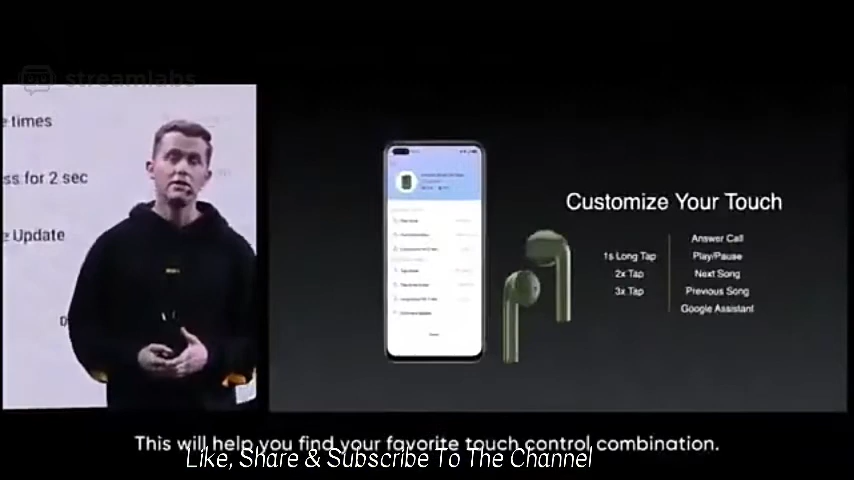 streamlabs
e times
ss for 2 sec
e Update
Customize Your Touch
1s Long Tap
2x Tap
3x Tap
Answer Call
Play/Pause
Next Song
Previous Song
Google Assistant
This will help you find your favorite touch control combination.
Like, Share & Subscribe To The Channel